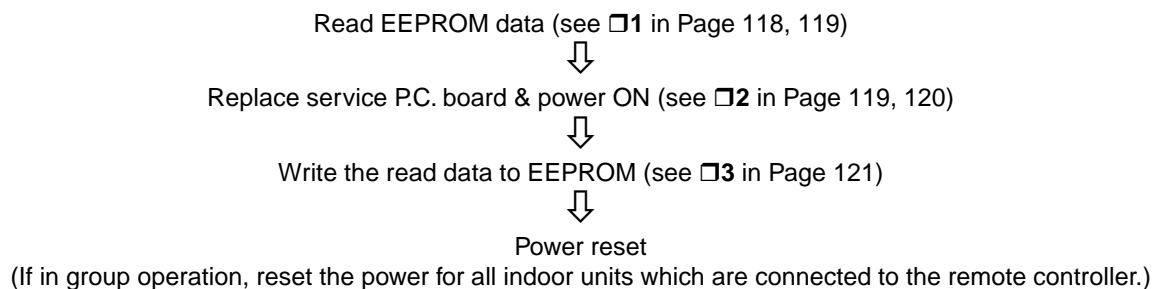 Read EEPROM data (see ❒1 in Page 118, 119)
⇩
Replace service P.C. board & power ON (see ❒2 in Page 119, 120)
⇩
Write the read data to EEPROM (see ❒3 in Page 121)
⇩
Power reset
(If in group operation, reset the power for all indoor units which are connected to the remote controller.)